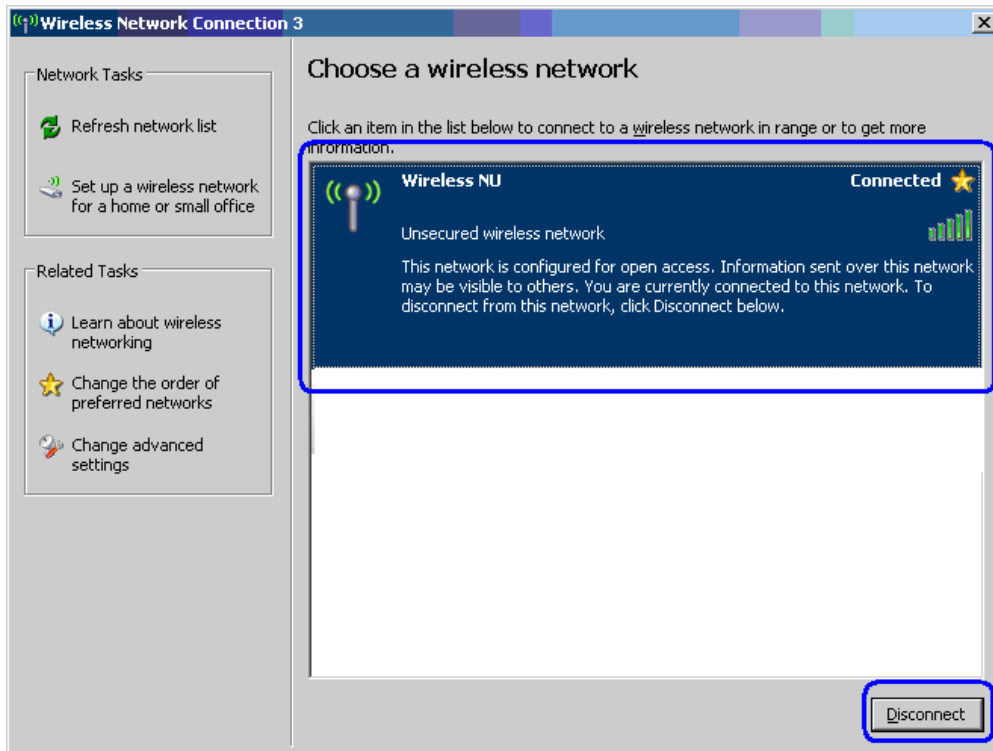 Wireless Network Connection 3
Network Tasks
Refresh network list
Set up a wireless network
for a home or small office
Related Tasks
Learn about wireless
networking
Change the order of
preferred networks
Change advanced
settings
Choose a wireless network
Click an item in the list below to connect to a wireless network in range or to get more
information.
Wireless NU
Connected
Unsecured wireless network
This network is configured for open access. Information sent over this network
may be visible to others. You are currently connected to this network. To
disconnect from this network, click Disconnect below.
Disconnect